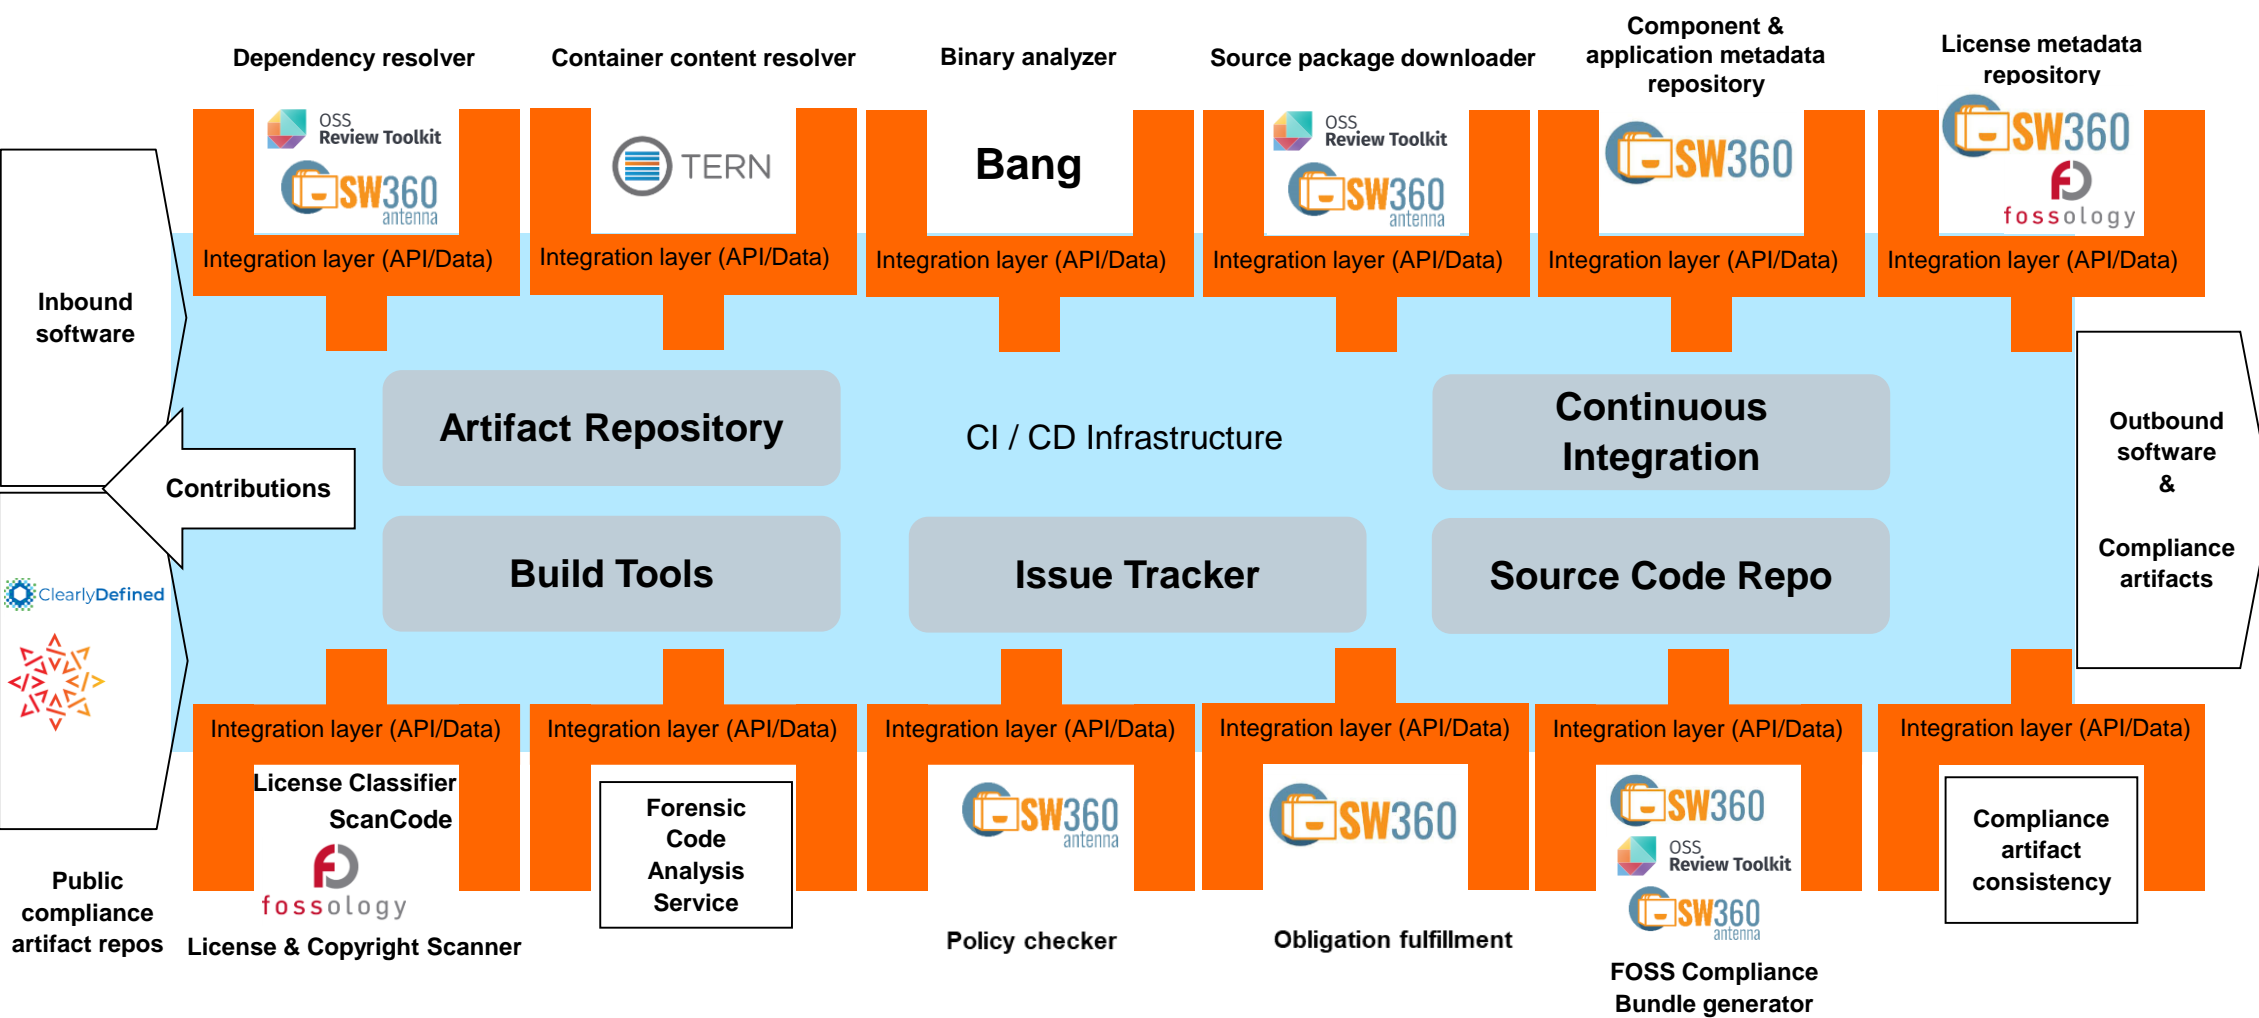 Dependency resolver
Container content resolver
Binary analyzer
Source package downloader
Component &
application metadata
repository
License metadata
repository
OSS
Review Toolkit
SW360
antenna
TERN
Bang
OSS
Review Toolkit
SW360
antenna
SW360
SW360
fossology
Integration layer (API/Data)
Integration layer (API/Data)
Integration layer (API/Data)
Integration layer (API/Data)
Integration layer (API/Data)
Integration layer (API/Data)
Inbound
software
Artifact Repository
CI / CD Infrastructure
Continuous
Integration
Outbound
software
&
Compliance
artifacts
Contributions
Build Tools
Issue Tracker
Source Code Repo
ClearlyDefined
Integration layer (API/Data)
Integration layer (API/Data)
Integration layer (API/Data)
Integration layer (API/Data)
Integration layer (API/Data)
Integration layer (API/Data)
License Classifier
ScanCode
fossology
Forensic
Code
Analysis
Service
SW360
antenna
SW360
SW360
OSS
Review Toolkit
SW360
antenna
Compliance
artifact
consistency
Public
compliance
artifact repos
License & Copyright Scanner
Policy checker
Obligation fulfillment
FOSS Compliance
Bundle generator